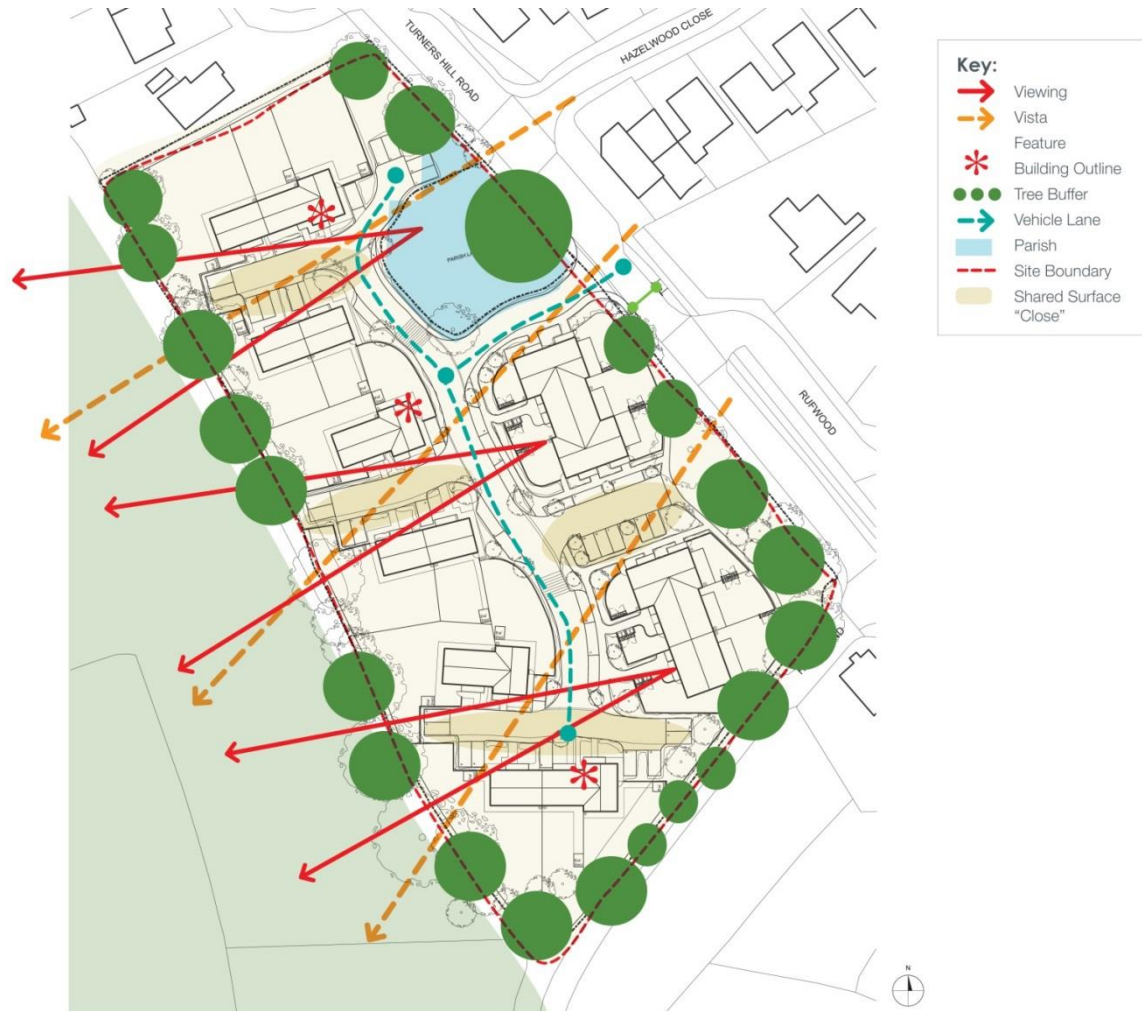 TURNERS HILL ROAD
HAZELWOOD CLOSE
RUFWOOD
Key:
Viewing
Vista
Feature
Building Outline
Tree Buffer
Vehicle Lane
Parish
Site Boundary
Shared Surface
“Close”
N